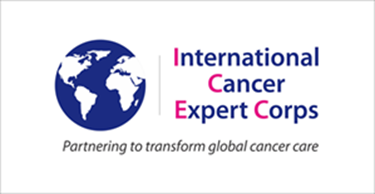 International
Cancer
Expert Corps
Partnering to transform global cancer care